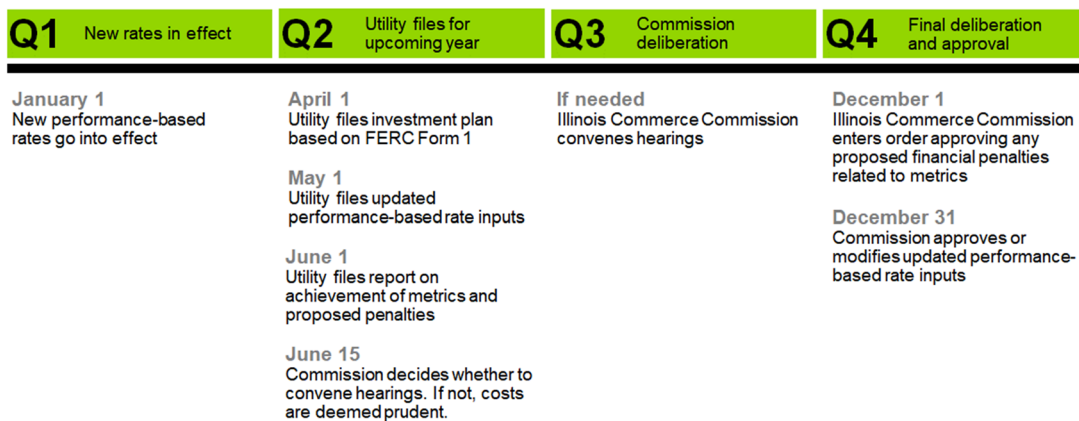 Q1 New rates in effect
Q2 Utility files for
upcoming year
Q3 Commission
deliberation
Q4 Final deliberation
and approval
January 1
New performance-based
rates go into effect
April 1
Utility files investment plan
based on FERC Form 1
May 1
Utility files updated
performance-based rate inputs
June 1
Utility files report on
achievement of metrics and
proposed penalties
June 15
Commission decides whether to
convene hearings. If not, costs
are deemed prudent.
If needed
Illinois Commerce Commission
convenes hearings
December 1
Illinois Commerce Commission
enters order approving any
proposed financial penalties
related to metrics
December 31
Commission approves or
modifies updated performance-
based rate inputs